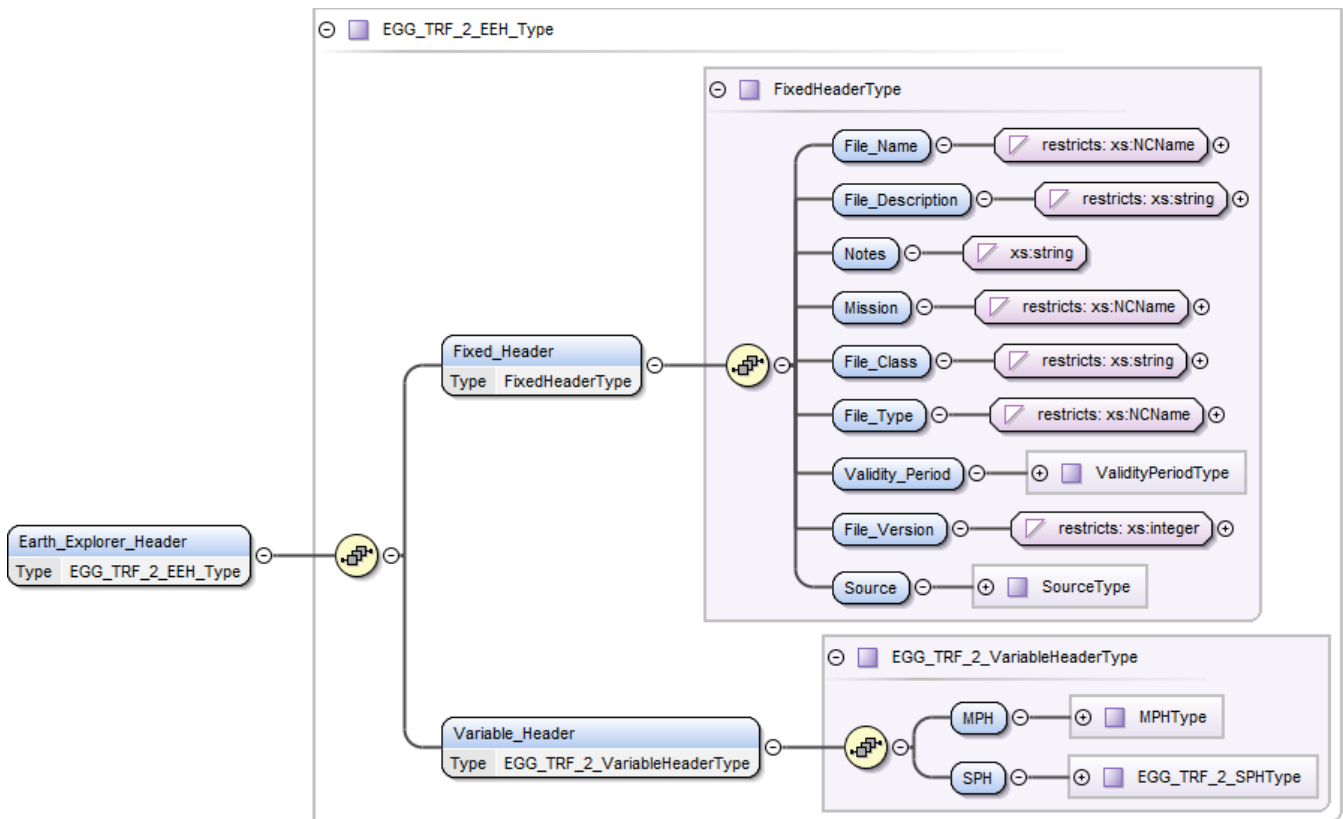 EGG_TRF_2_EEH_Type
FixedHeaderType
File_Name restricts: xs:NCName
File_Description restricts: xs:string
Notes xs:string
Mission restricts: xs:NCName
Fixed_Header
Type FixedHeaderType
File_Class restricts: xs:string
File_Type restricts: xs:NCName
Validity_Period ValidityPeriodType
File_Version restricts: xs:integer
Earth_Explorer_Header
Type EGG_TRF_2_EEH_Type
Source SourceType
EGG_TRF_2_VariableHeaderType
MPH MPHType
Variable_Header
Type EGG_TRF_2_VariableHeaderType
SPH EGG_TRF_2_SPHType